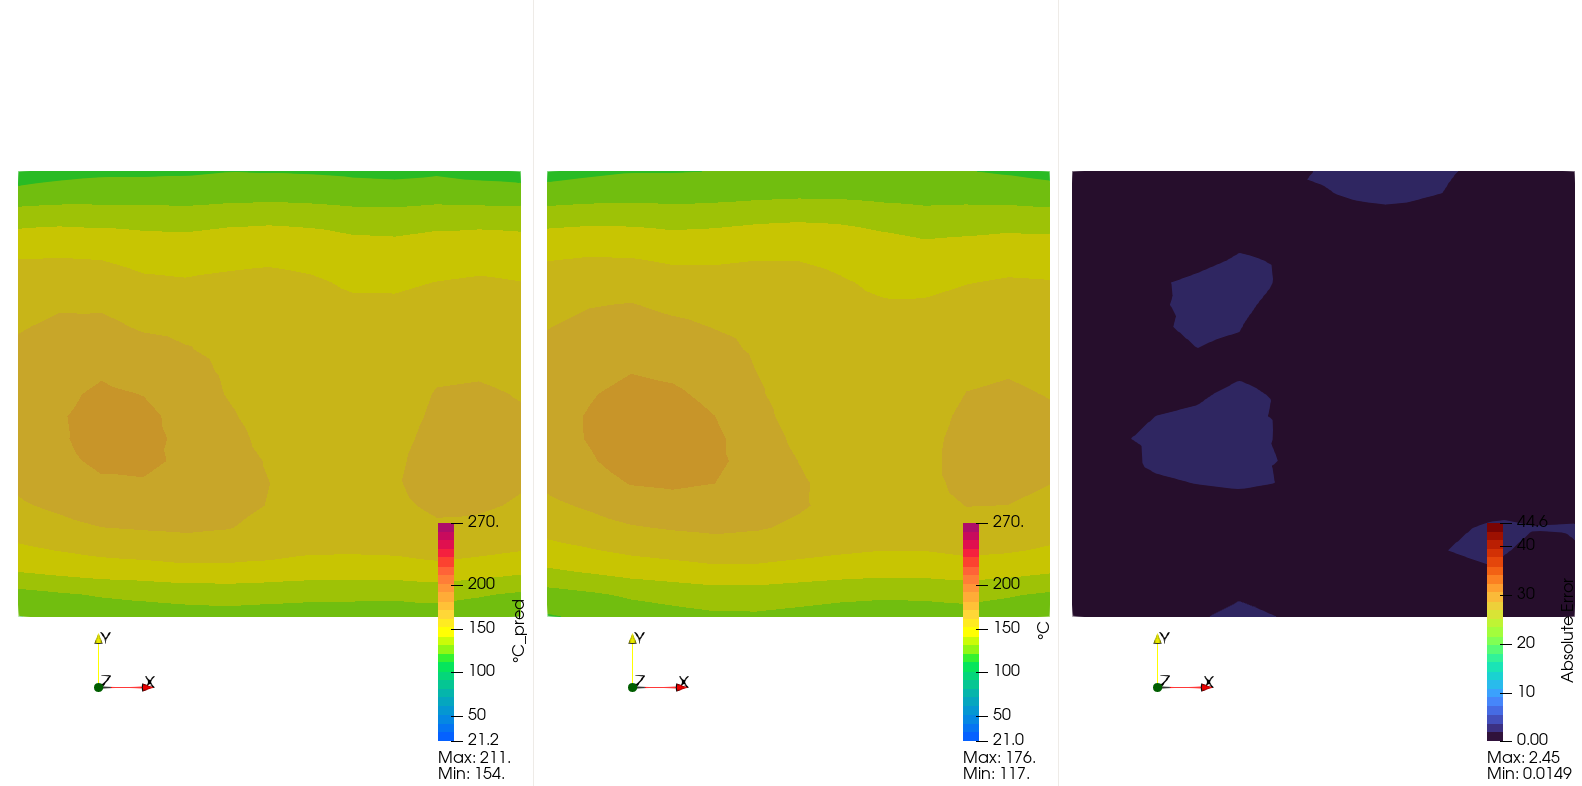 270.
200
150
100
50
21.2
°C_pred
Max: 211.
Min: 154.
Y
Z
X
270.
200
150
100
50
21.0
°C
Max: 176.
Min: 117.
Y
Z
X
44.6
40
30
20
10
0.00
Absolute Error
Max: 2.45
Min: 0.0149
Y
Z
X